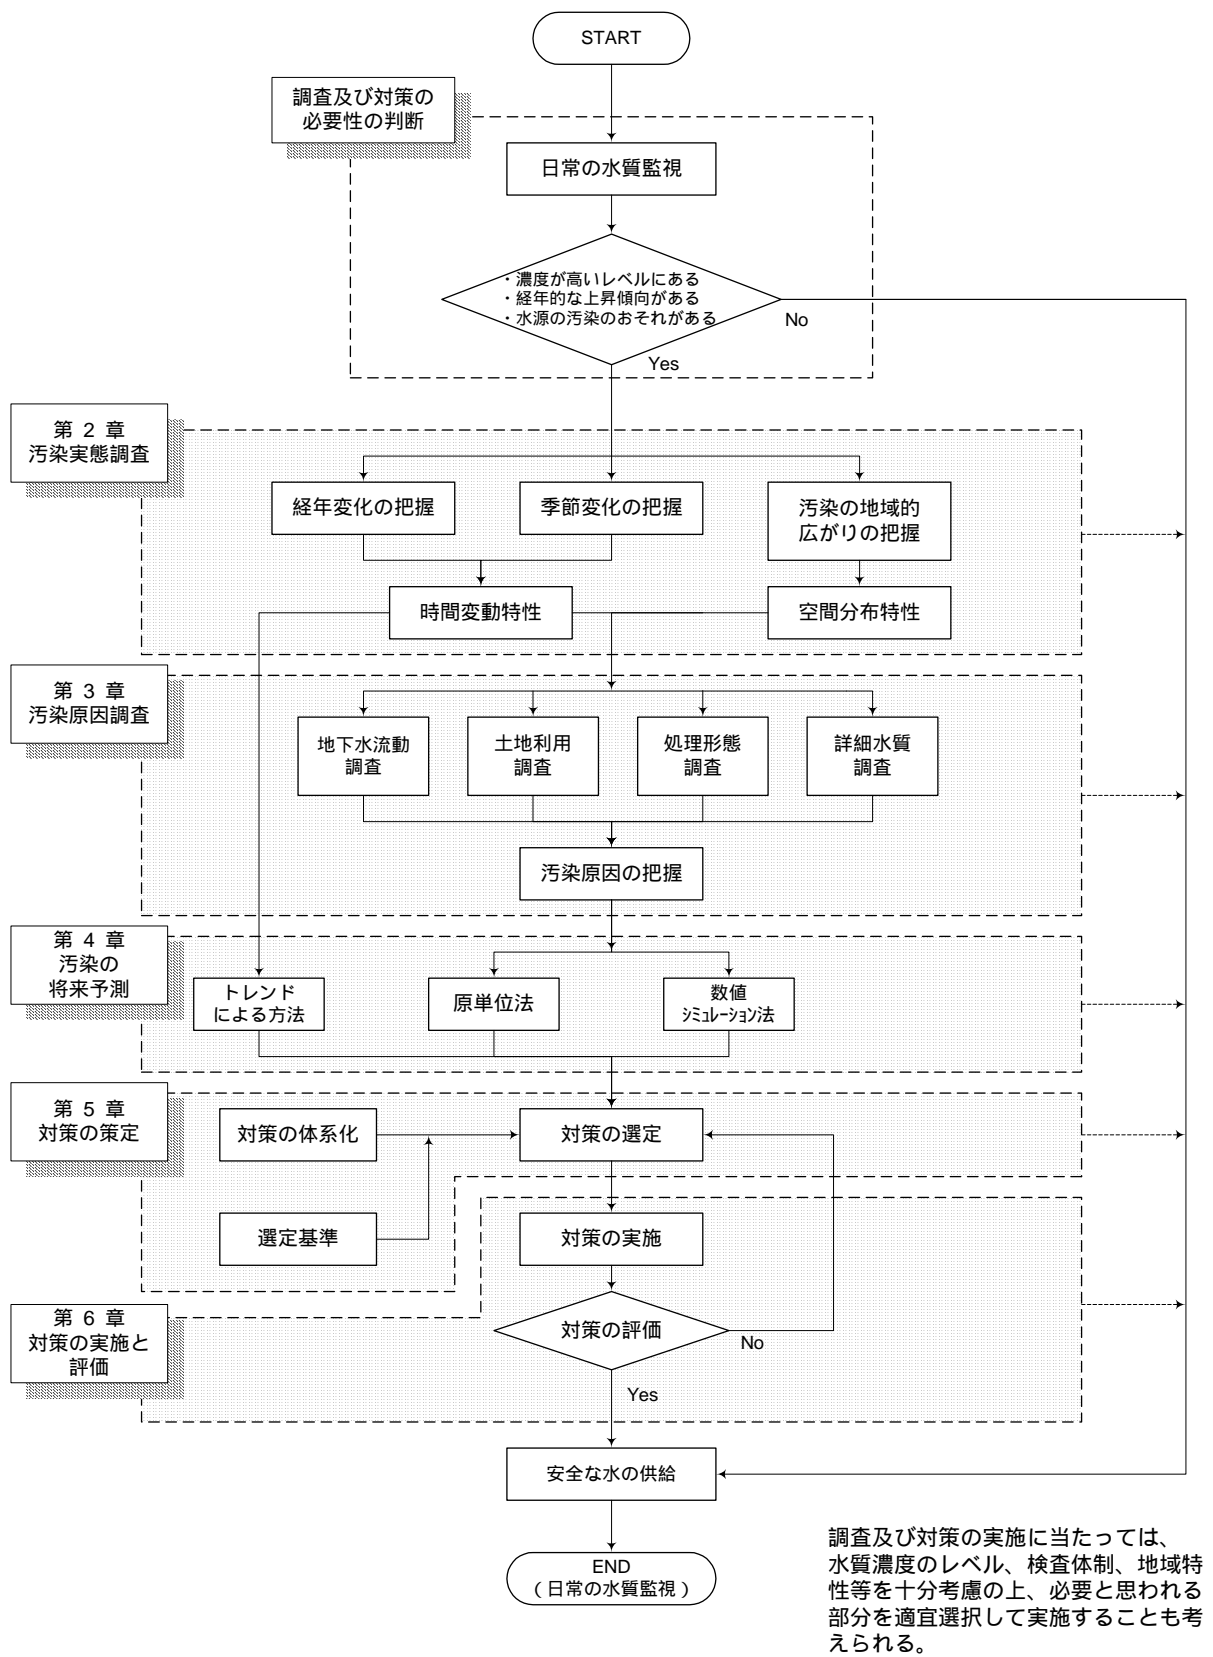 START
調査及び対策の
必要性の判断
日常の水質監視
・濃度が高いレベルにある
・経年的な上昇傾向がある
・水源の汚染のおそれがある
No
Yes
第 2 章
汚染実態調査
経年変化の把握
季節変化の把握
汚染の地域的
広がりの把握
時間変動特性
空間分布特性
第 3 章
汚染原因調査
地下水流動
調査
土地利用
調査
処理形態
調査
詳細水質
調査
汚染原因の把握
第 4 章
汚染の
将来予測
トレンド
による方法
原単位法
数値
ｼﾐｭﾚｰｼｮﾝ法
第 5 章
対策の策定
対策の体系化
対策の選定
選定基準
対策の実施
第 6 章
対策の実施と
評価
対策の評価
No
Yes
安全な水の供給
END
（日常の水質監視）
調査及び対策の実施に当たっては、
水質濃度のレベル、検査体制、地域特
性等を十分考慮の上、必要と思われる
部分を適宜選択して実施することも考
えられる。